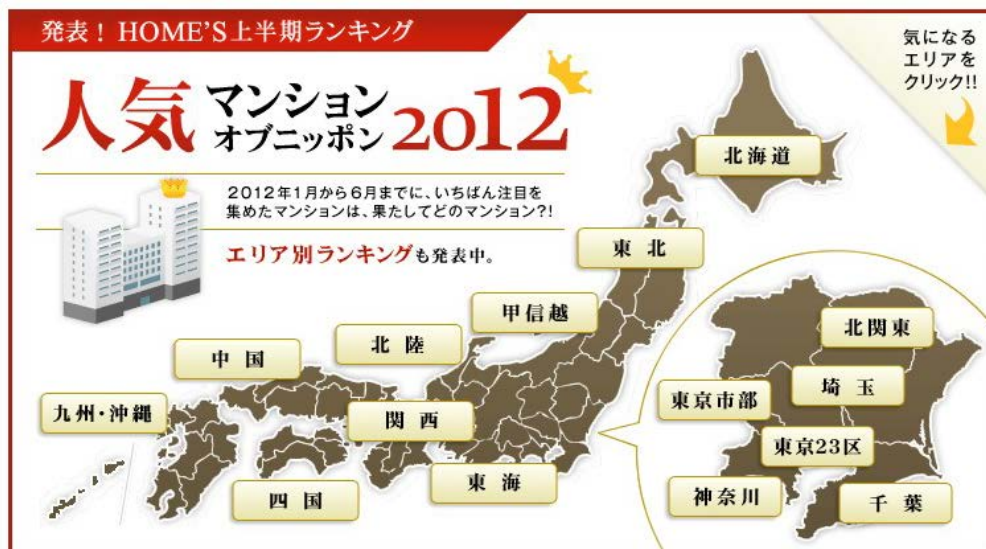 発表！ HOME'S上半期ランキング
気になる
エリアを
クリック!!
人気 マンション
オブニッポン 2012
2012年1月から6月までに、いちばん注目を
集めたマンションは、果たしてどのマンション?!
エリア別ランキングも発表中。
北海道
東北
甲信越
北陸
中国
九州・沖縄
関西
東海
四国
北関東
埼玉
東京市部
東京23区
神奈川
千葉